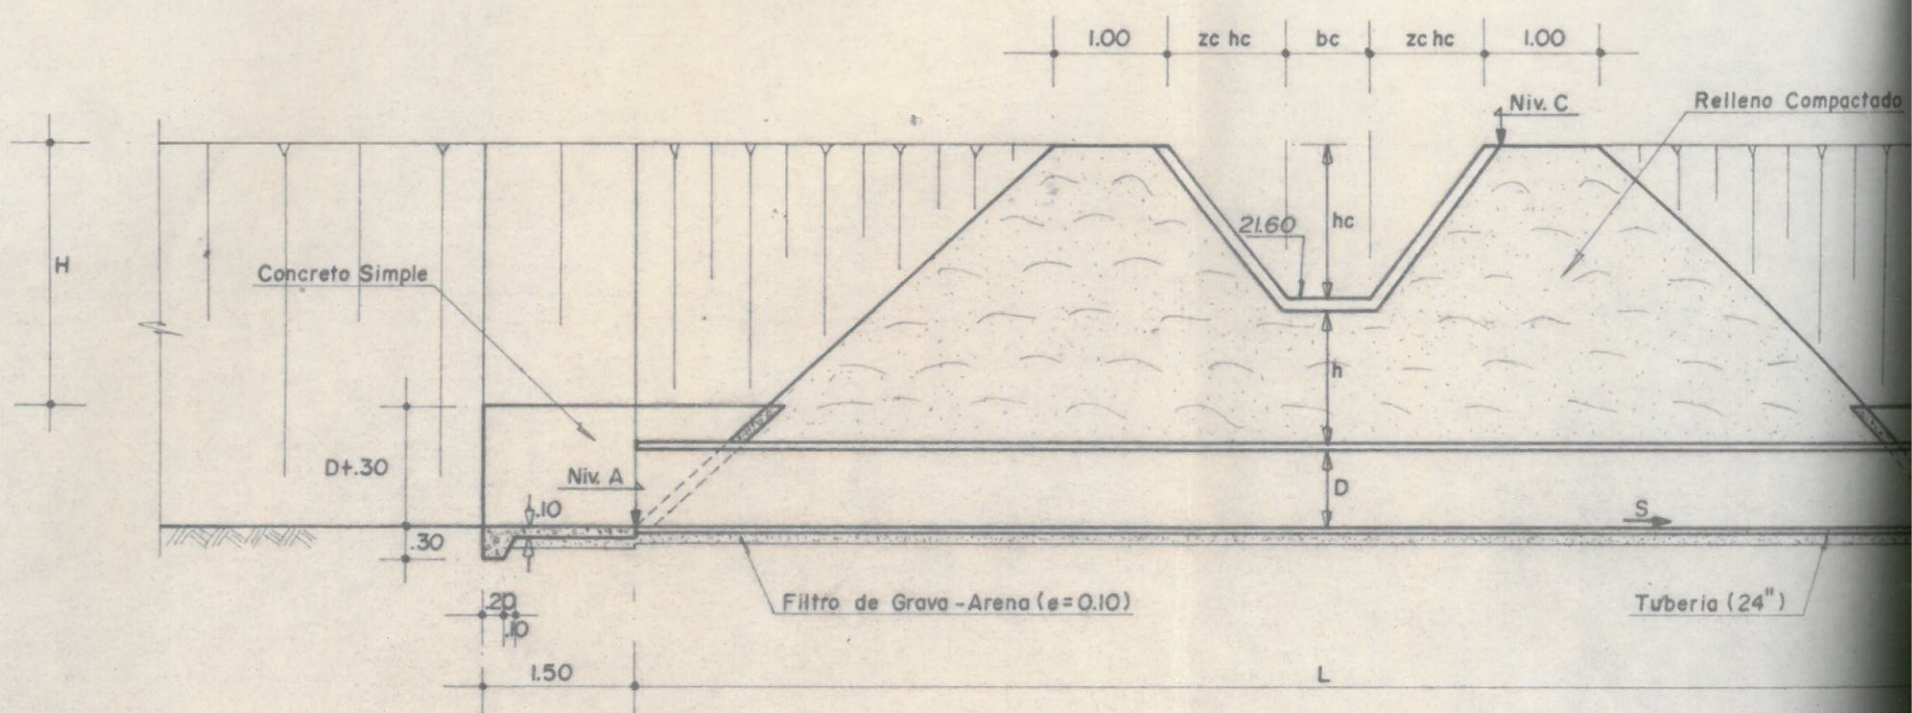 1.00 zc hc bc zc hc 1.00
Niv. C
Relleno Compactado
H
hc
21.60
Concreto Simple
h
D+.30
Niv. A
D
.10
S
.30
Filtro de Grava - Arena (e=0.10)
Tuberia (24")
.20
.10
1.50
L